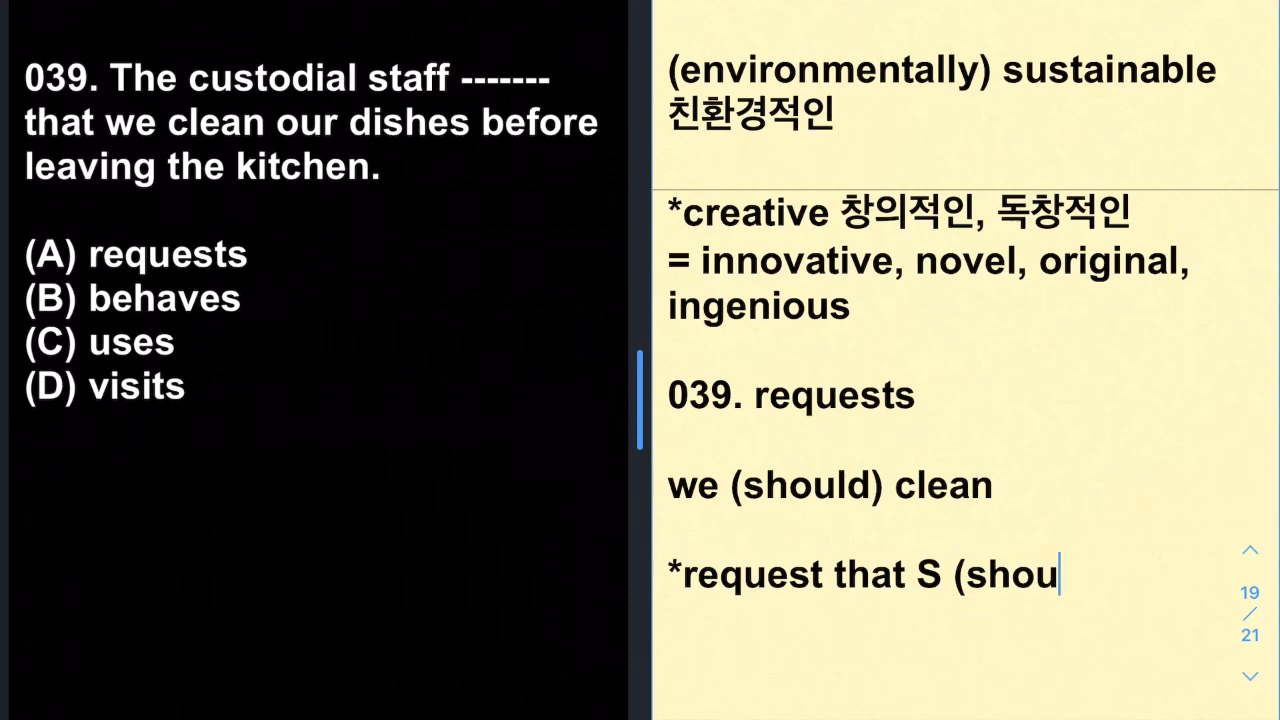 039. The custodial staff -------
that we clean our dishes before
leaving the kitchen.
(A) requests
(B) behaves
(C) uses
(D) visits
(environmentally) sustainable
친환경적인
*creative 창의적인, 독창적인
= innovative, novel, original,
ingenious
039. requests
we (should) clean
*request that S (shou
19
/
21